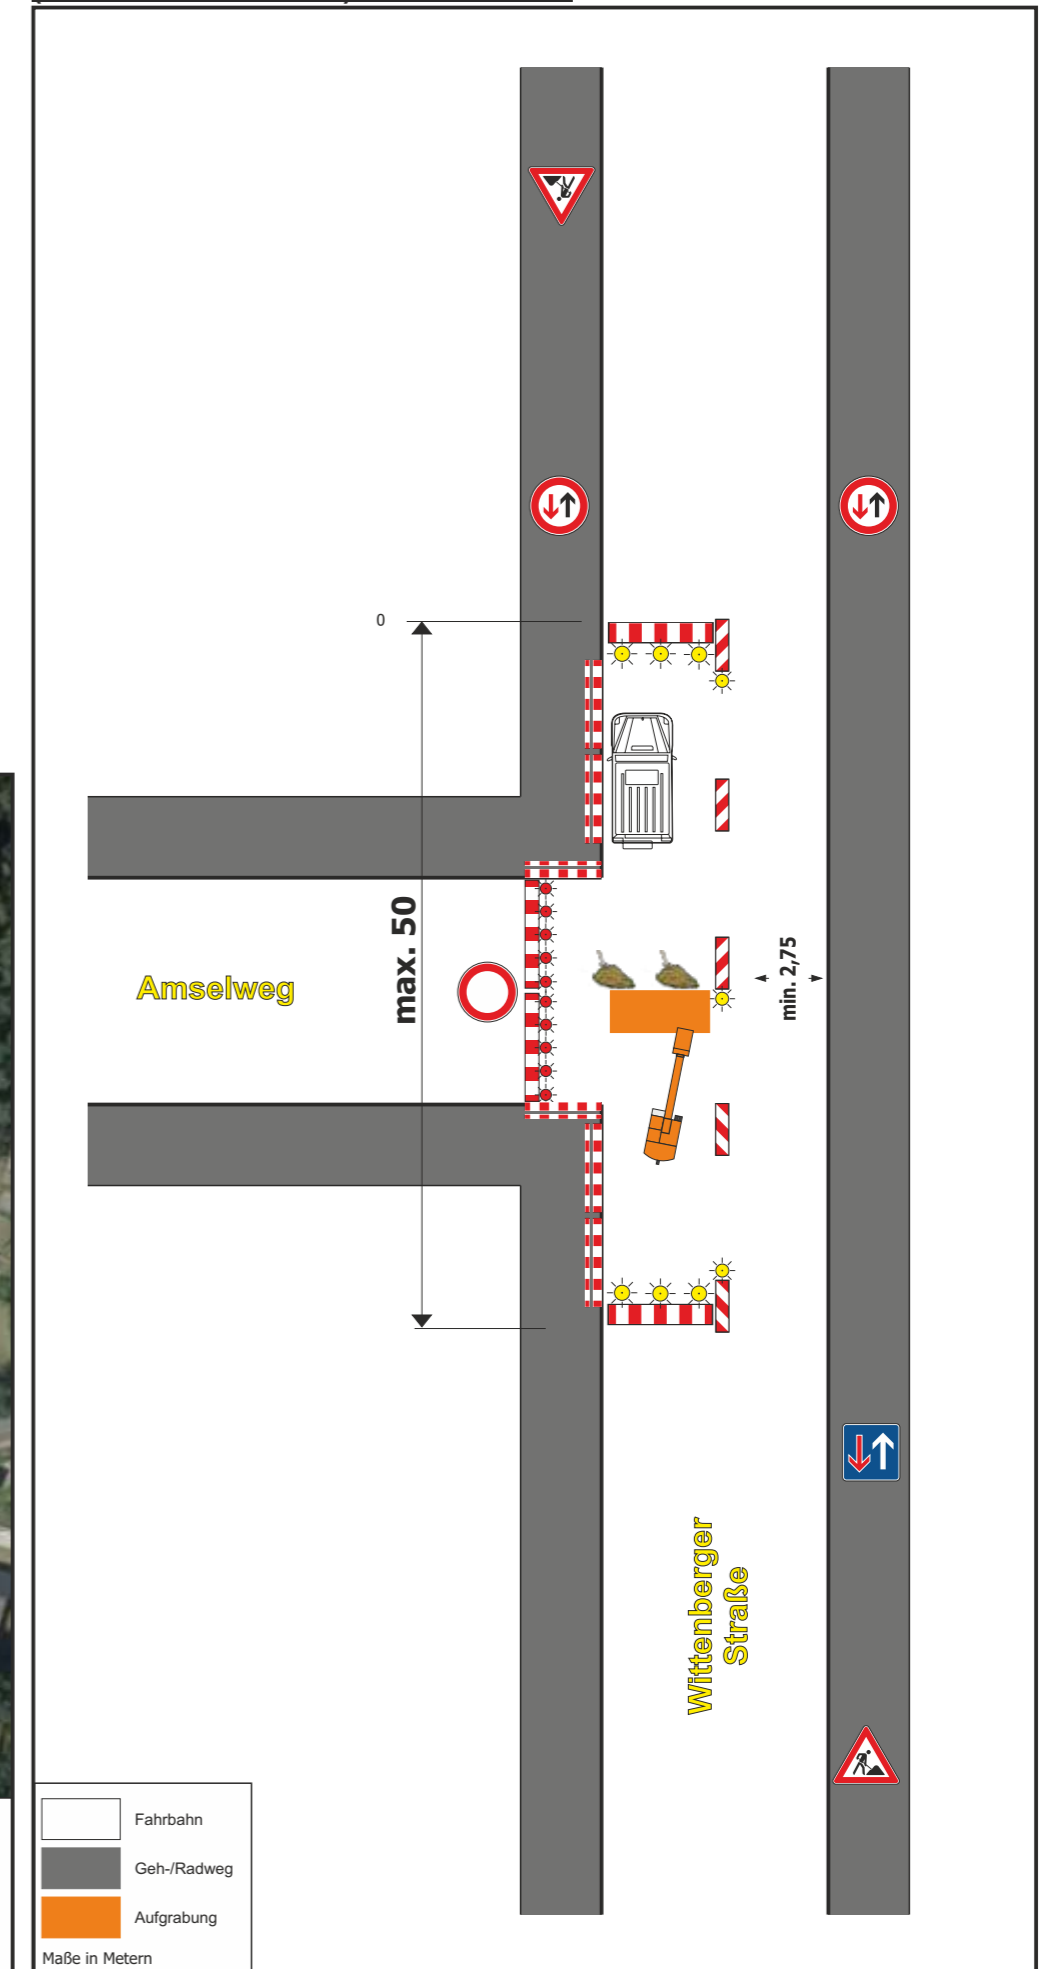 0
max. 50
Amselweg
min. 2,75
Wittenberger
Straße
Fahrbahn
Geh-/Radweg
Aufgrabung
Maße in Metern